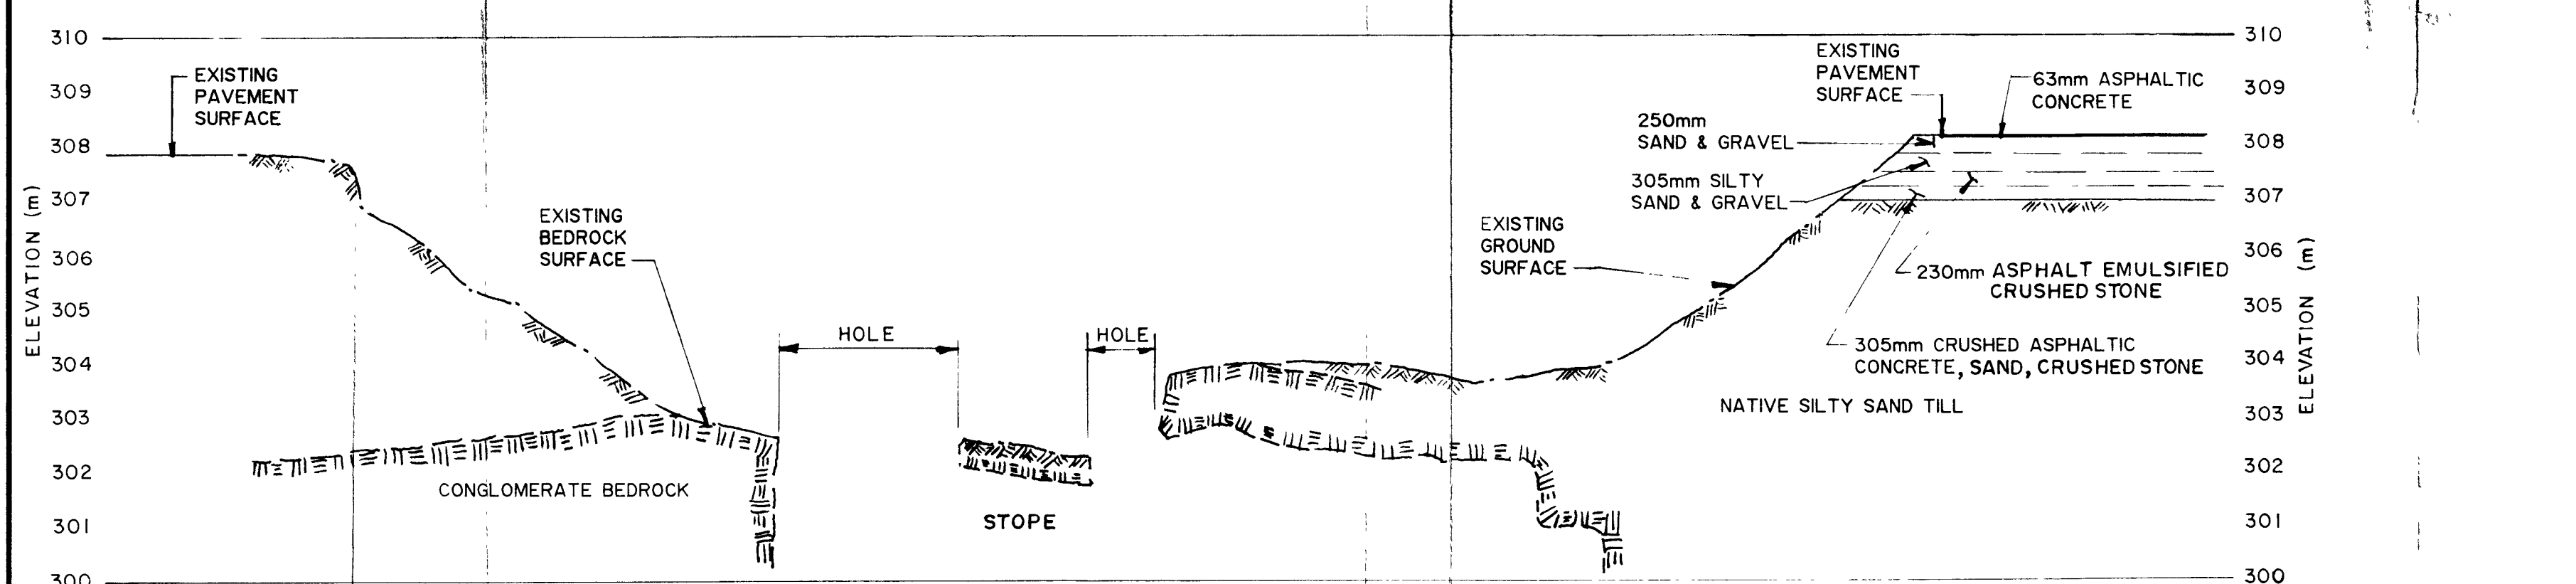 310
309
308
307
306
305
304
303
302
301
300
ELEVATION (m)
EXISTING
PAVEMENT
SURFACE
EXISTING
BEDROCK
SURFACE
CONGLOMERATE BEDROCK
HOLE
STOPE
HOLE
EXISTING
GROUND
SURFACE
250mm
SAND & GRAVEL
305mm SILTY
SAND & GRAVEL
EXISTING
PAVEMENT
SURFACE
63mm ASPHALTIC
CONCRETE
230mm ASPHALT EMULSIFIED
CRUSHED STONE
305mm CRUSHED ASPHALTIC
CONCRETE, SAND, CRUSHED STONE
NATIVE SILTY SAND TILL
310
309
308
307
306
305
304
303
302
301
300
ELEVATION (m)